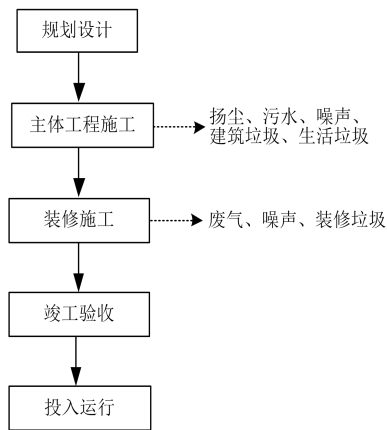 规划设计
主体工程施工
扬尘、污水、噪声、
建筑垃圾、生活垃圾
装修施工
废气、噪声、装修垃圾
竣工验收
投入运行